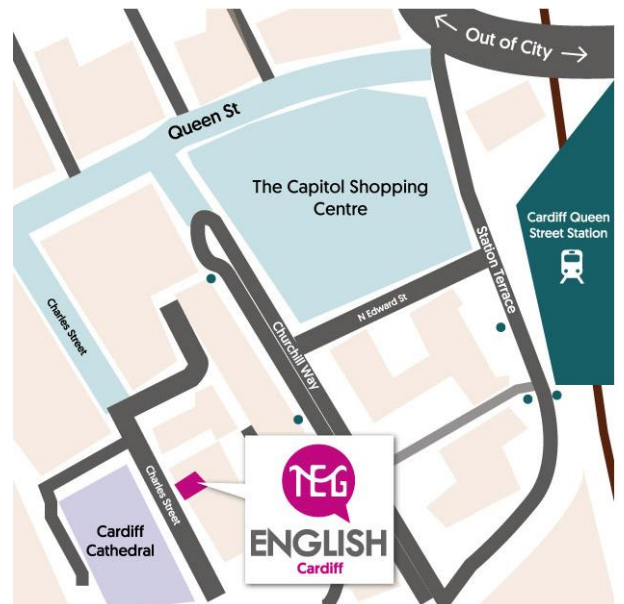 Out of City
Queen St
The Capitol Shopping
Centre
Cardiff Queen
Street Station
Station Terrace
N Edward St
Charles Street
Churchill Way
Charles Street
Cardiff
Cathedral
TEG
ENGLISH
Cardiff